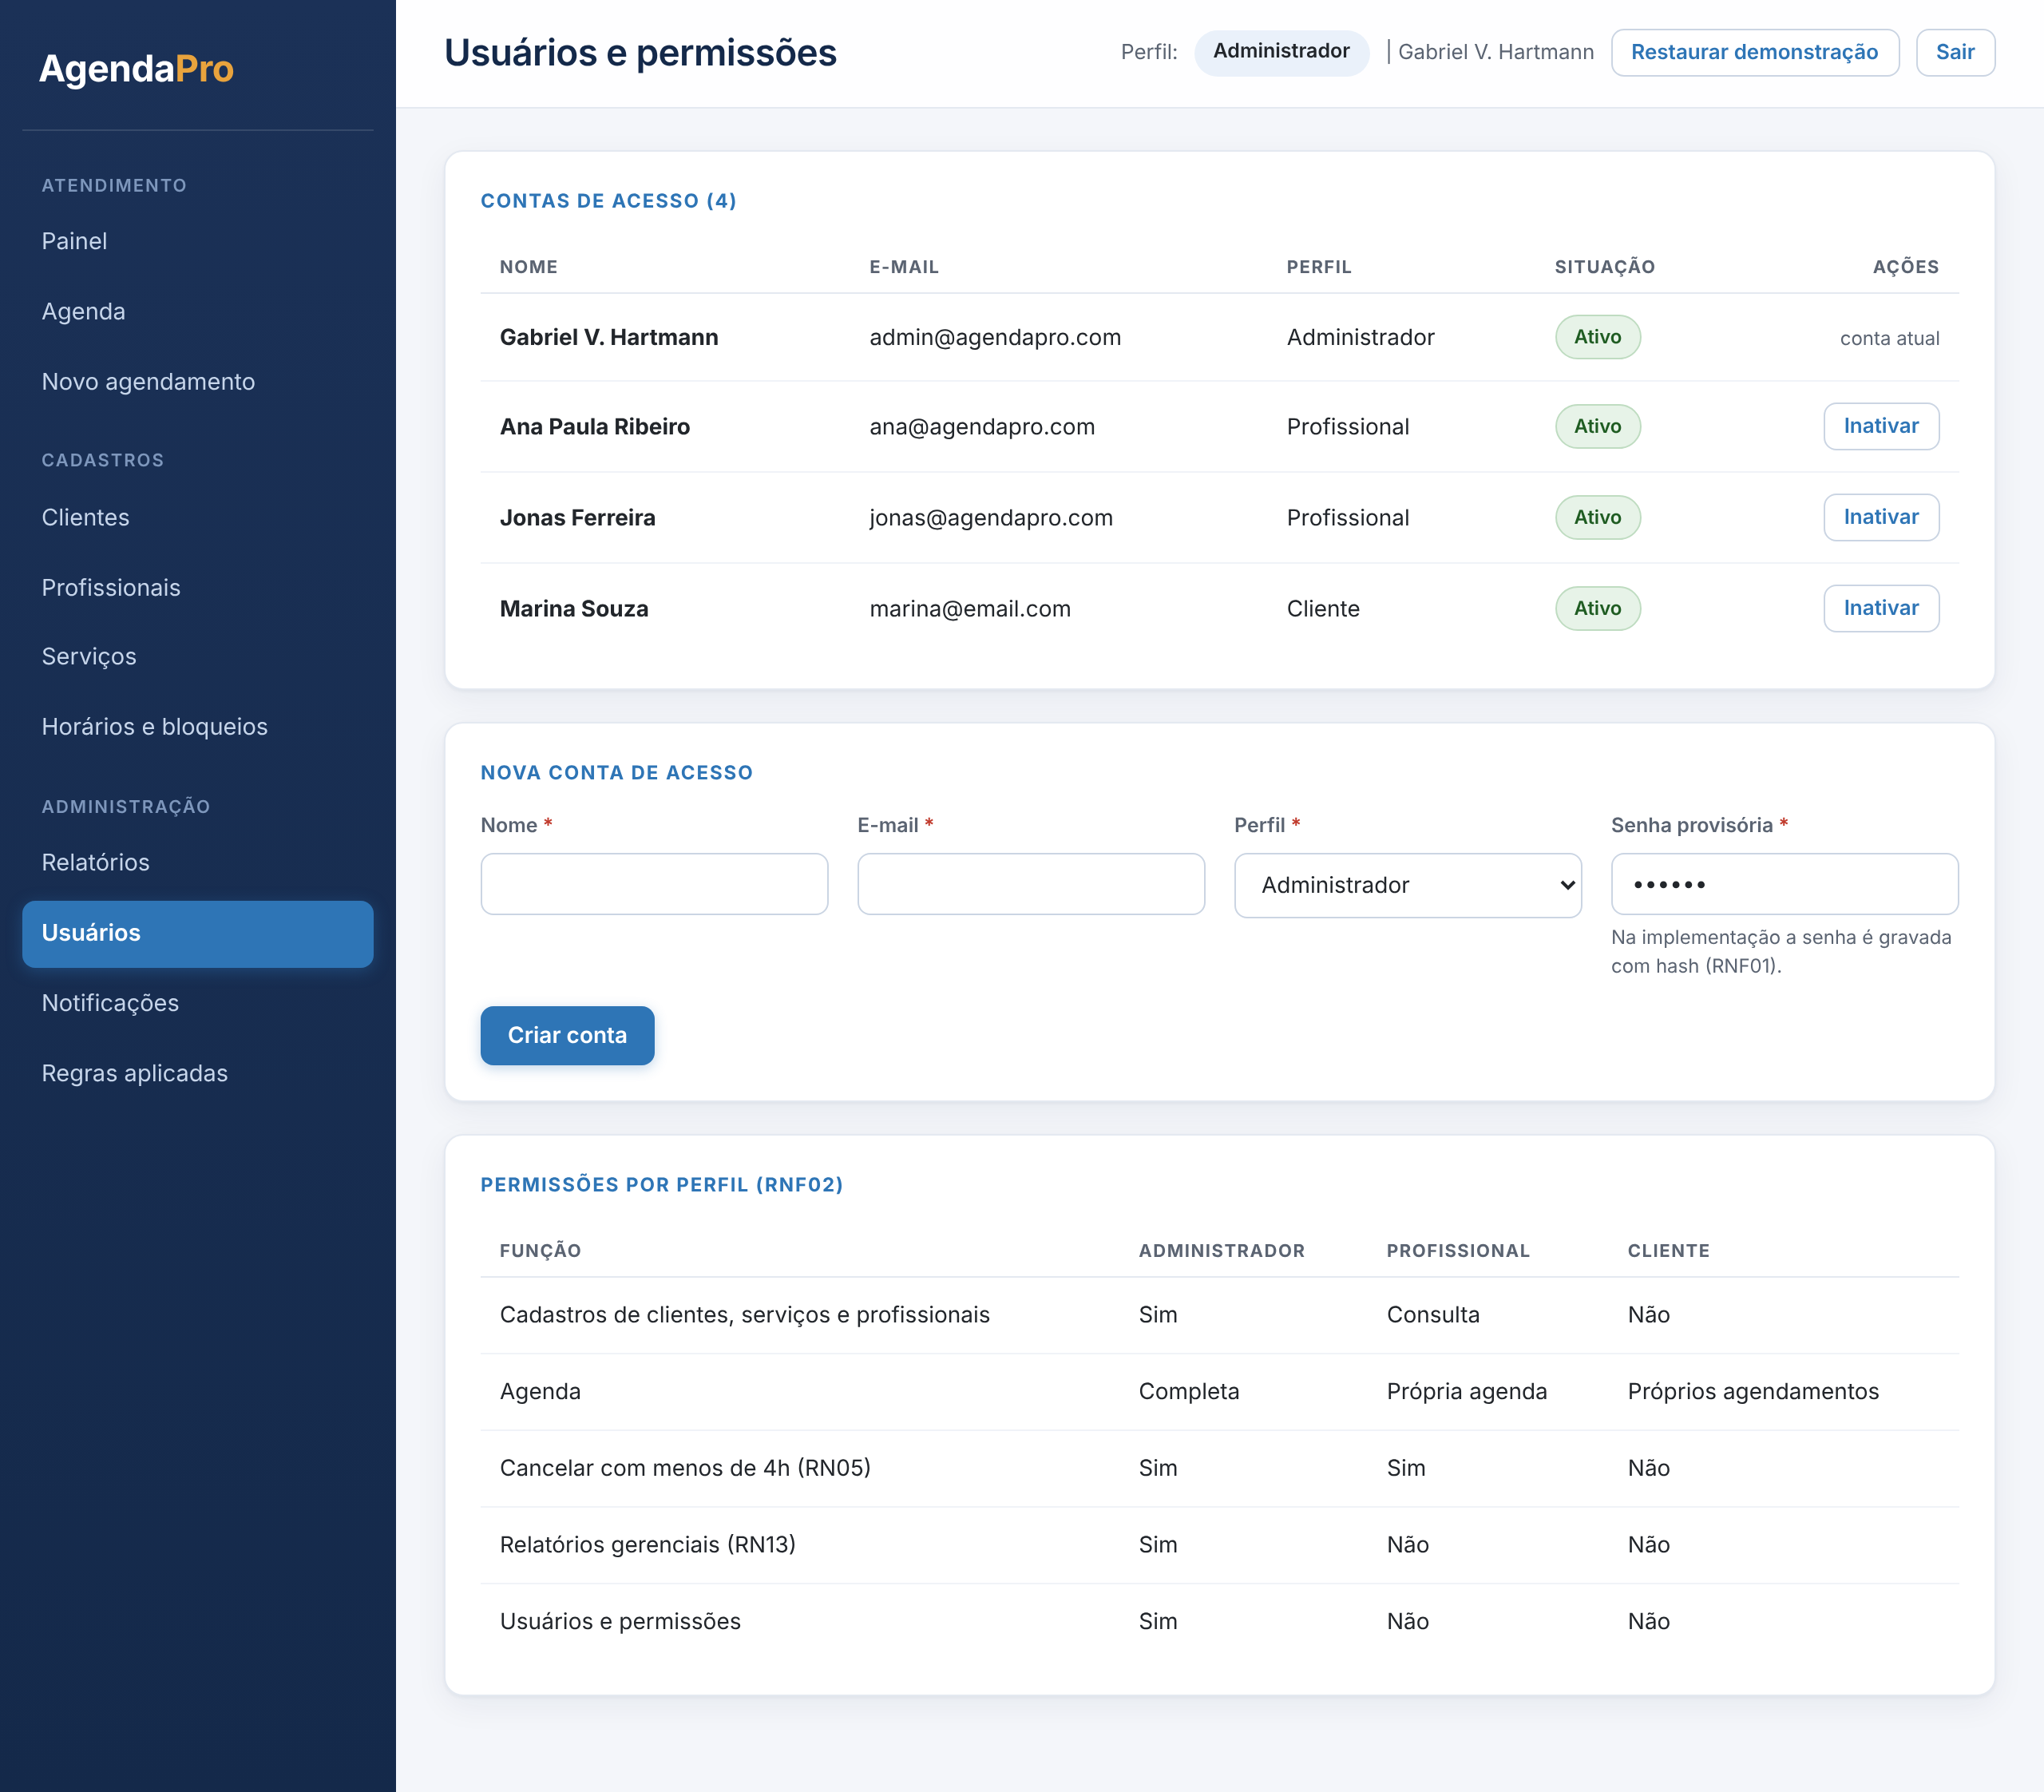 AgendaPro
ATENDIMENTO
Painel
Agenda
Novo agendamento
CADASTROS
Clientes
Profissionais
Serviços
Horários e bloqueios
ADMINISTRAÇÃO
Relatórios
Usuários
Notificações
Regras aplicadas
Usuários e permissões
Perfil: Administrador | Gabriel V. Hartmann Restaurar demonstração Sair
CONTAS DE ACESSO (4)
NOME E-MAIL PERFIL SITUAÇÃO AÇÕES
Gabriel V. Hartmann admin@agendapro.com Administrador Ativo conta atual
Ana Paula Ribeiro ana@agendapro.com Profissional Ativo Inativar
Jonas Ferreira jonas@agendapro.com Profissional Ativo Inativar
Marina Souza marina@email.com Cliente Ativo Inativar
NOVA CONTA DE ACESSO
Nome * E-mail * Perfil * Senha provisória *
Administrador ••••••
Na implementação a senha é gravada
com hash (RNF01).
Criar conta
PERMISSÕES POR PERFIL (RNF02)
FUNÇÃO ADMINISTRADOR PROFISSIONAL CLIENTE
Cadastros de clientes, serviços e profissionais Sim Consulta Não
Agenda Completa Própria agenda Próprios agendamentos
Cancelar com menos de 4h (RN05) Sim Sim Não
Relatórios gerenciais (RN13) Sim Não Não
Usuários e permissões Sim Não Não